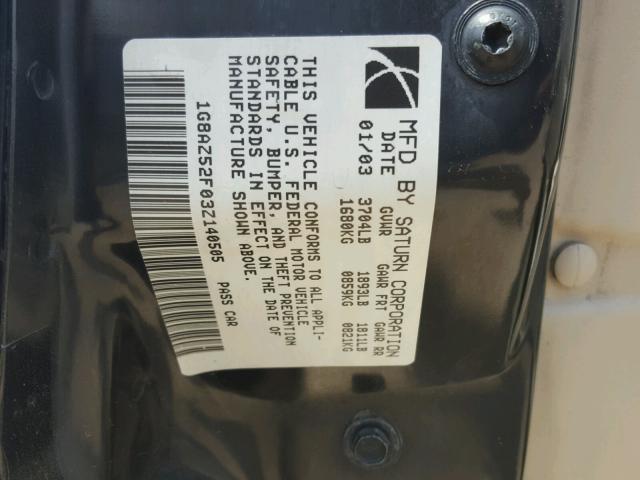 MFD BY SATURN CORPORATION
DATE GVWR GAWR FRT GAWR RR
01/03 3704LB 1893LB 1811LB
1680KG 0859KG 0821KG
THIS VEHICLE CONFORMS TO ALL APPLI-
CABLE U.S. FEDERAL MOTOR VEHICLE
SAFETY, BUMPER, AND THEFT PREVENTION
STANDARDS IN EFFECT ON THE DATE OF
MANUFACTURE SHOWN ABOVE.
1G8AZ52F03Z140505 PASS CAR